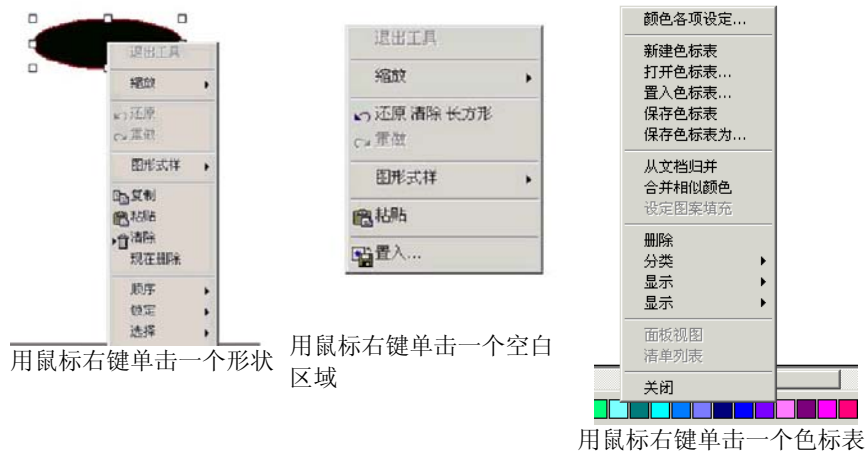 退出工具
缩放
还原
重做
图形式样
复制
粘贴
清除
现在删除
顺序
锁定
选择
用鼠标右键单击一个形状
退出工具
缩放
还原 清除 长方形
重做
图形式样
粘贴
置入...
用鼠标右键单击一个空白
区域
颜色各项设定...
新建色标表
打开色标表...
置入色标表...
保存色标表
保存色标表为...
从文档归并
合并相似颜色
设定图案填充
删除
分类
显示
显示
面板视图
清单列表
关闭
用鼠标右键单击一个色标表